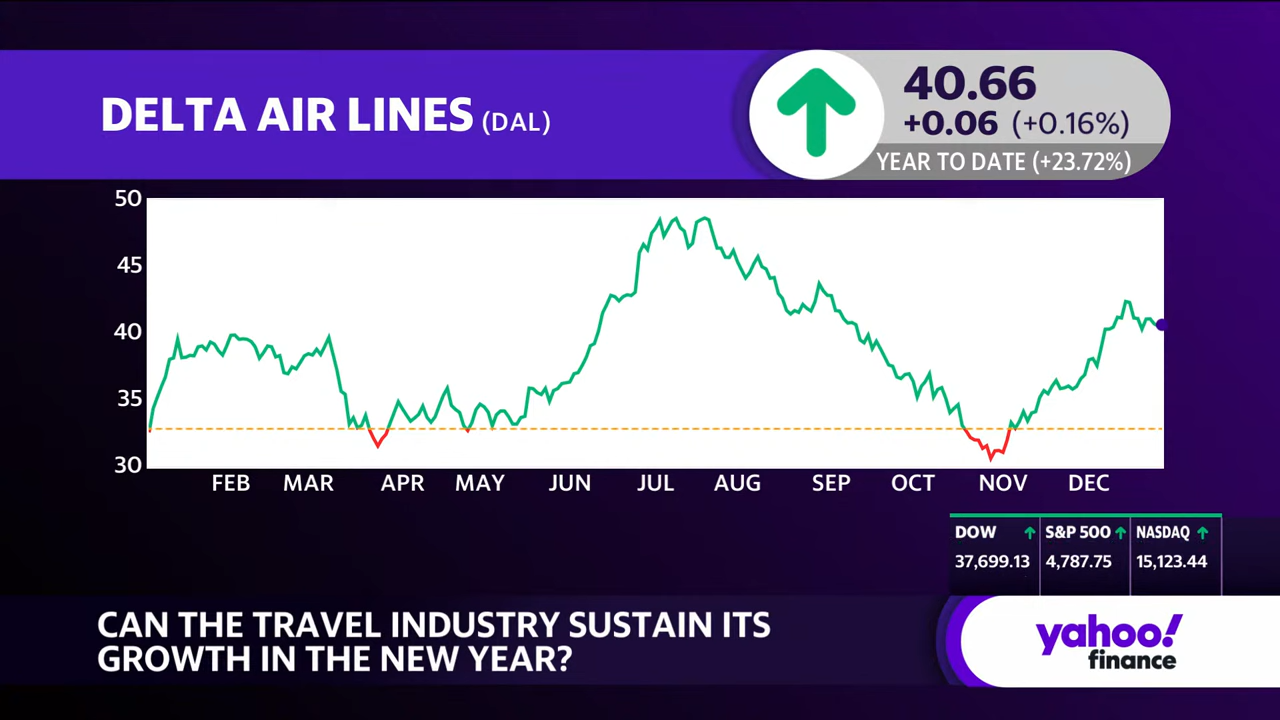 DELTA AIR LINES (DAL)
40.66
+0.06 (+0.16%)
YEAR TO DATE (+23.72%)
50
45
40
35
30
FEB MAR APR MAY JUN JUL AUG SEP OCT NOV DEC
DOW S&P 500 NASDAQ
37,699.13 4,787.75 15,123.44
CAN THE TRAVEL INDUSTRY SUSTAIN ITS
GROWTH IN THE NEW YEAR?
yahoo!
finance